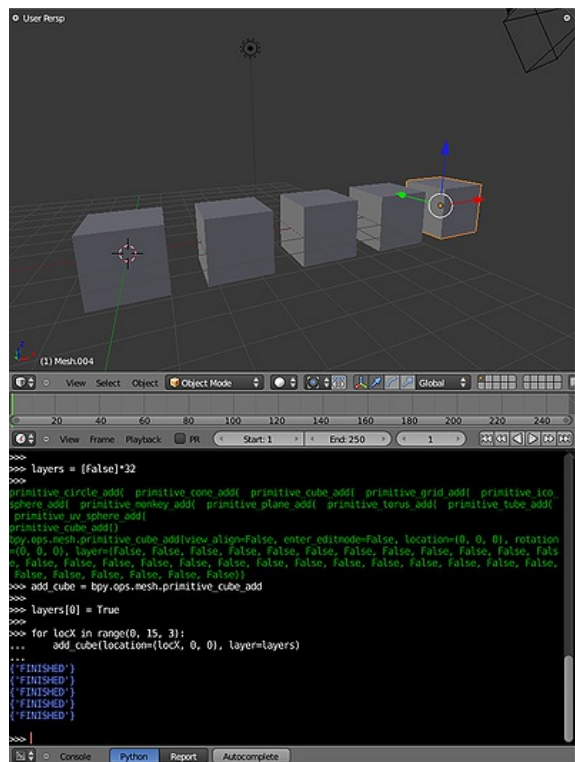 User Persp
(1) Mesh.004
View Select Object Object Mode Global
20 40 60 80 100 120 140 160 180 200 220 240
View Frame Playback PR Start: 1 End: 250 1
>>>
>>> layers = [False]*32
>>>
primitive_circle_add( primitive_cone_add( primitive_cube_add( primitive_grid_add( primitive_ico_
sphere_add( primitive_monkey_add( primitive_plane_add( primitive_torus_add( primitive_tube_add(
primitive_uv_sphere_add(
primitive_cube_add()
bpy.ops.mesh.primitive_cube_add(view_align=False, enter_editmode=False, location=(0, 0, 0), rotation
=(0, 0, 0), layer=(False, False, False, False, False, False, False, False, False, False, False, Fals
e, False, False, False, False, False, False, False, False, False, False, False, False, False, False,
False, False, False, False, False, False))
>>> add_cube = bpy.ops.mesh.primitive_cube_add
>>>
>>> layers[0] = True
>>>
>>> for locX in range(0, 15, 3):
... add_cube(location=(locX, 0, 0), layer=layers)
...
{'FINISHED'}
{'FINISHED'}
{'FINISHED'}
{'FINISHED'}
{'FINISHED'}
>>>
Console Python Report Autocomplete